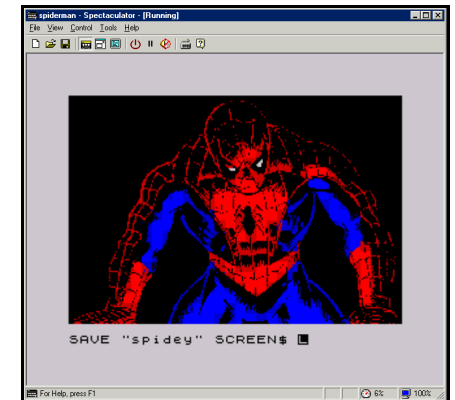 spiderman - Spectaculator - [Running]
File View Control Tools Help
SAVE "spidey" SCREEN$ L
For Help, press F1 6% 100%